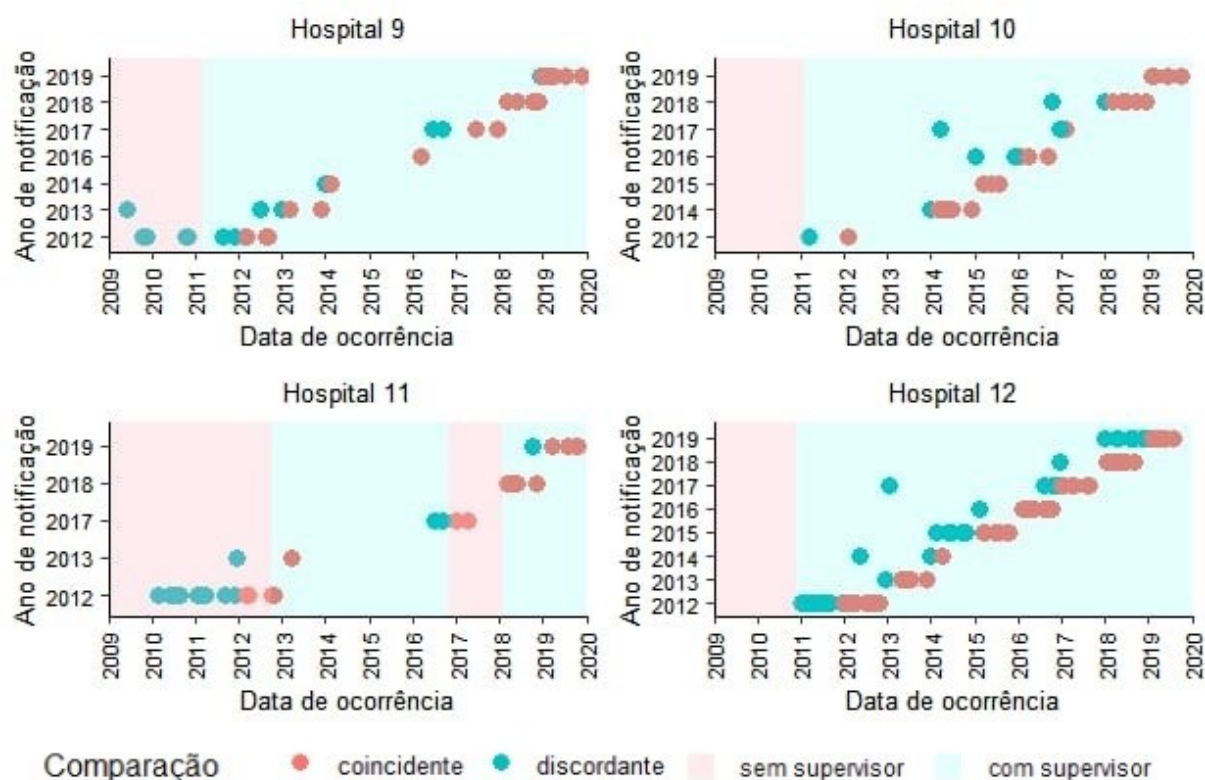 Hospital 9
Ano de notificação
2019
2018
2017
2016
2014
2013
2012
2009 2010 2011 2012 2013 2014 2015 2016 2017 2018 2019 2020
Data de ocorrência
Hospital 10
Ano de notificação
2019
2018
2017
2016
2015
2014
2012
2009 2010 2011 2012 2013 2014 2015 2016 2017 2018 2019 2020
Data de ocorrência
Hospital 11
Ano de notificação
2019
2018
2017
2013
2012
2009 2010 2011 2012 2013 2014 2015 2016 2017 2018 2019 2020
Data de ocorrência
Hospital 12
Ano de notificação
2019
2018
2017
2016
2015
2014
2013
2012
2009 2010 2011 2012 2013 2014 2015 2016 2017 2018 2019 2020
Data de ocorrência
Comparação coincidente discordante sem supervisor com supervisor